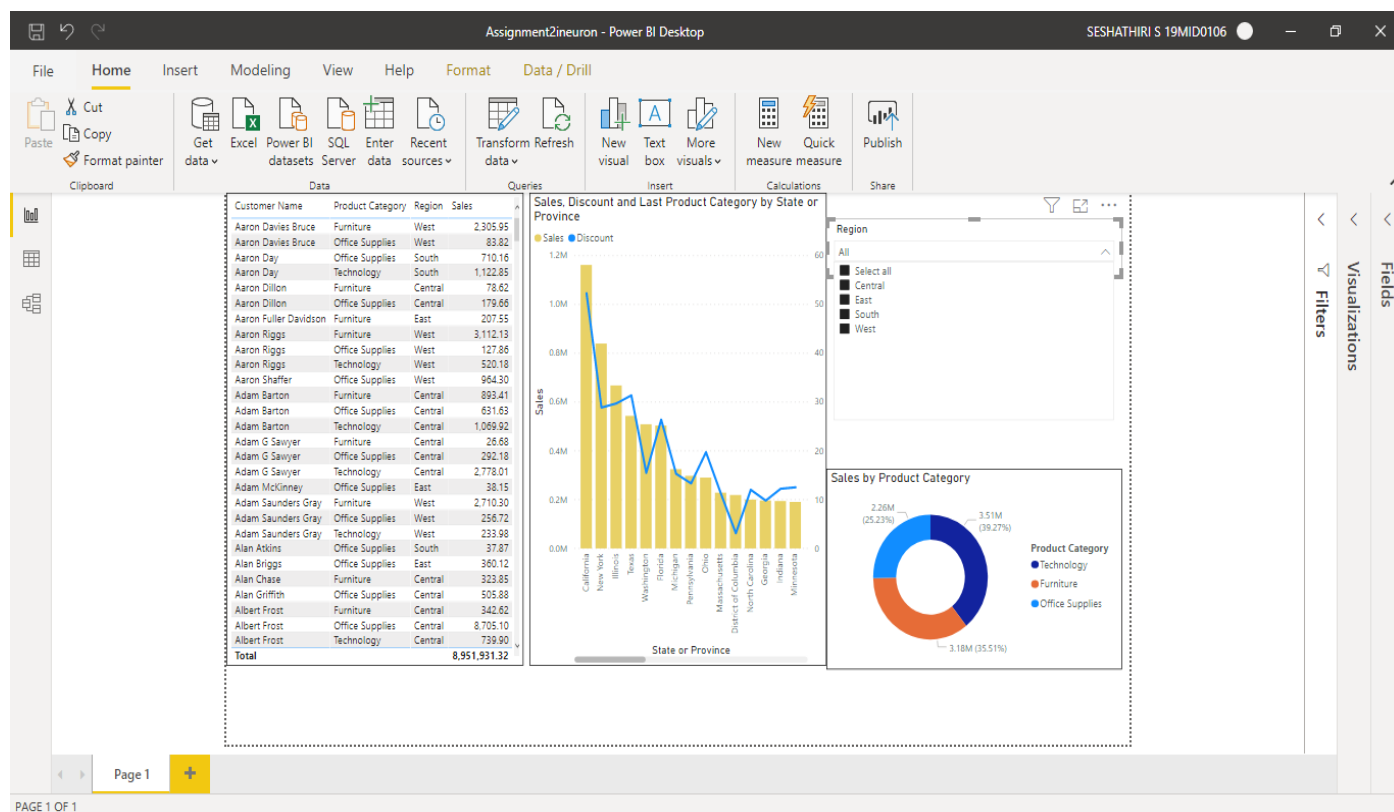 Assignment2ineuron - Power BI Desktop
SESHATHIRI S 19MID0106
File Home Insert Modeling View Help Format Data / Drill
Paste
Cut
Copy
Format painter
Clipboard
Get data
Excel
Power BI datasets
SQL Server
Enter data
Recent sources
Data
Transform data
Refresh
Queries
New visual
Text box
More visuals
Insert
New measure
Quick measure
Calculations
Publish
Share
Customer Name Product Category Region Sales
Aaron Davies Bruce Furniture West 2,305.95
Aaron Davies Bruce Office Supplies West 83.82
Aaron Day Office Supplies South 710.16
Aaron Day Technology South 1,122.85
Aaron Dillon Furniture Central 78.62
Aaron Dillon Office Supplies Central 179.66
Aaron Fuller Davidson Furniture East 207.55
Aaron Riggs Furniture West 3,112.13
Aaron Riggs Office Supplies West 127.86
Aaron Riggs Technology West 520.18
Aaron Shaffer Office Supplies West 964.30
Adam Barton Furniture Central 893.41
Adam Barton Office Supplies Central 631.63
Adam Barton Technology Central 1,069.92
Adam G Sawyer Furniture Central 26.68
Adam G Sawyer Office Supplies Central 292.18
Adam G Sawyer Technology Central 2,778.01
Adam McKinney Office Supplies East 38.15
Adam Saunders Gray Furniture West 2,710.30
Adam Saunders Gray Office Supplies West 256.72
Adam Saunders Gray Technology West 233.98
Alan Atkins Office Supplies South 37.87
Alan Briggs Office Supplies East 360.12
Alan Chase Furniture Central 323.85
Alan Griffith Office Supplies Central 505.88
Albert Frost Furniture Central 342.62
Albert Frost Office Supplies Central 8,705.10
Albert Frost Technology Central 739.90
Total 8,951,931.32
Sales, Discount and Last Product Category by State or
Province
Sales Discount
1.2M 60
1.0M 50
0.8M 40
0.6M 30
0.4M 20
0.2M 10
0.0M 0
Sales
California
New York
Illinois
Texas
Washington
Florida
Michigan
Pennsylvania
Ohio
Massachusetts
District of Columbia
North Carolina
Georgia
Indiana
Minnesota
State or Province
Region
All
Select all
Central
East
South
West
Sales by Product Category
2.26M
(25.23%)
3.51M
(39.27%)
3.18M (35.51%)
Product Category
Technology
Furniture
Office Supplies
Filters
Visualizations
Fields
Page 1
PAGE 1 OF 1